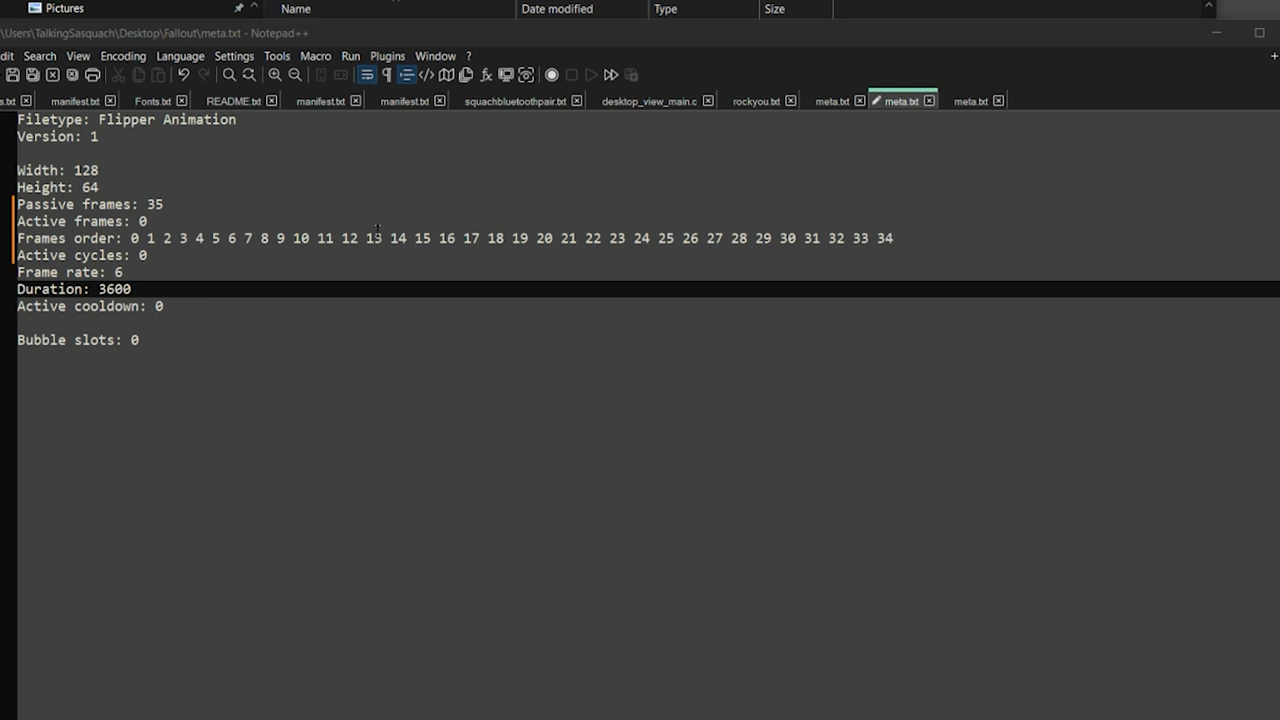 Pictures
Name Date modified Type Size
\Users\TalkingSasquach\Desktop\Fallout\meta.txt - Notepad++
dit Search View Encoding Language Settings Tools Macro Run Plugins Window ?
s.txt manifest.txt Fonts.txt README.txt manifest.txt manifest.txt squachbluetoothpair.txt desktop_view_main.c rockyou.txt meta.txt meta.txt meta.txt
Filetype: Flipper Animation
Version: 1
Width: 128
Height: 64
Passive frames: 35
Active frames: 0
Frames order: 0 1 2 3 4 5 6 7 8 9 10 11 12 13 14 15 16 17 18 19 20 21 22 23 24 25 26 27 28 29 30 31 32 33 34
Active cycles: 0
Frame rate: 6
Duration: 3600
Active cooldown: 0
Bubble slots: 0